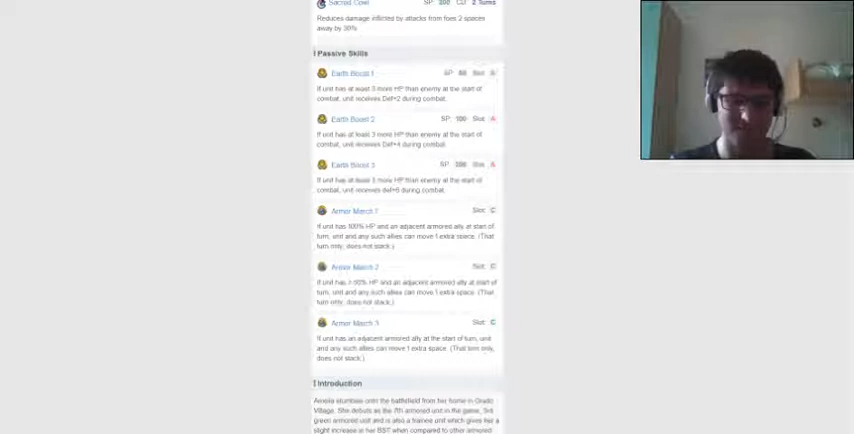 Sacred Cowl SP: 200 CD: 2 Turns
Reduces damage inflicted by attacks from foes 2 spaces
away by 30%
Passive Skills
Earth Boost 1 SP: Slot: A
If unit has at least 3 more HP than enemy at the start of
combat, unit receives Def+2 during combat.
Earth Boost 2 SP: 100 Slot: A
If unit has at least 3 more HP than enemy at the start of
combat, unit receives Def+4 during combat.
Earth Boost 3 SP: 200 Slot: A
If unit has at least 3 more HP than enemy at the start of
combat, unit receives def+6 during combat.
Armor March 1 Slot: C
If unit has 100% HP and an adjacent armored ally at start of
turn, unit and any such allies can move 1 extra space. (That
turn only, does not stack.)
Armor March 2 Slot: C
If unit has ≥50% HP and an adjacent armored ally at start of
turn, unit and any such allies can move 1 extra space. (That
turn only, does not stack.)
Armor March 3 Slot: C
If unit has an adjacent armored ally at the start of turn, unit
and any such allies can move 1 extra space. (That turn only,
does not stack.)
Introduction
Amelia stumbles onto the battlefield from her home in Grado
Village. She debuts as the 7th armored unit in the game, 3rd
green armored unit and is also a trainee unit which gives her a
slight increase in her BST when compared to other armored